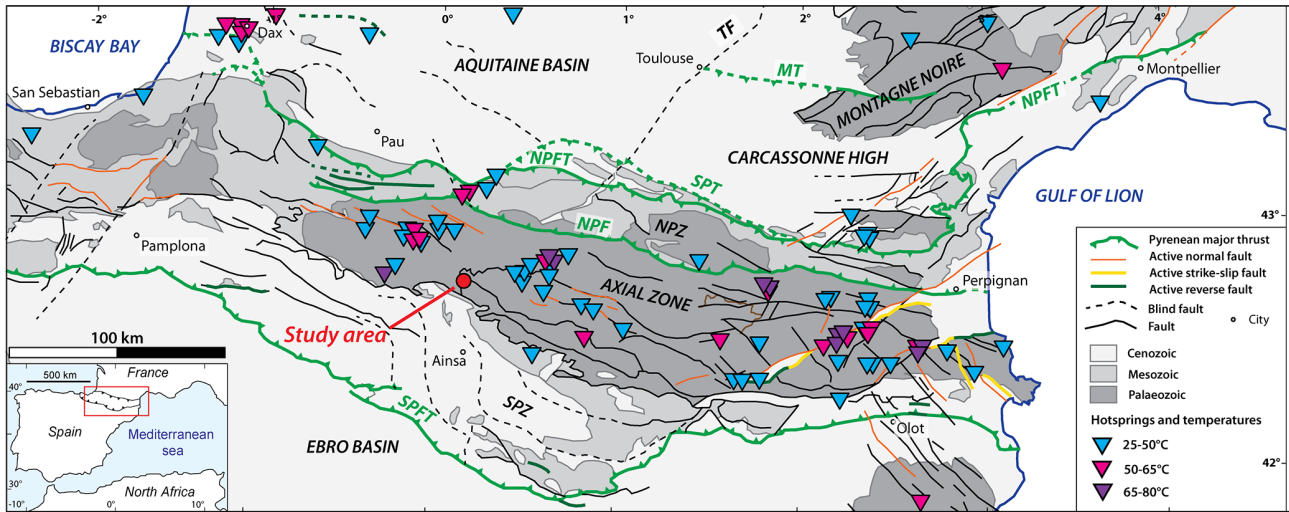 -2°
0°
1°
2°
4°
BISCAY BAY
Dax
TF
Toulouse
MT
MONTAGNE NOIRE
Montpellier
NPFT
AQUITAINE BASIN
San Sebastian
Pau
NPFT
SPT
CARCASSONNE HIGH
GULF OF LION
43°
NPF
NPZ
Pamplona
AXIAL ZONE
Perpignan
Study area
Ainsa
SPZ
SPFT
EBRO BASIN
Olot
42°
100 km
500 km
France
40°
Spain
Mediterranean
sea
30°
North Africa
-10°
0°
10°
Pyrenean major thrust
Active normal fault
Active strike-slip fault
Active reverse fault
Blind fault
Fault
City
Cenozoic
Mesozoic
Palaeozoic
Hotsprings and temperatures
25-50°C
50-65°C
65-80°C